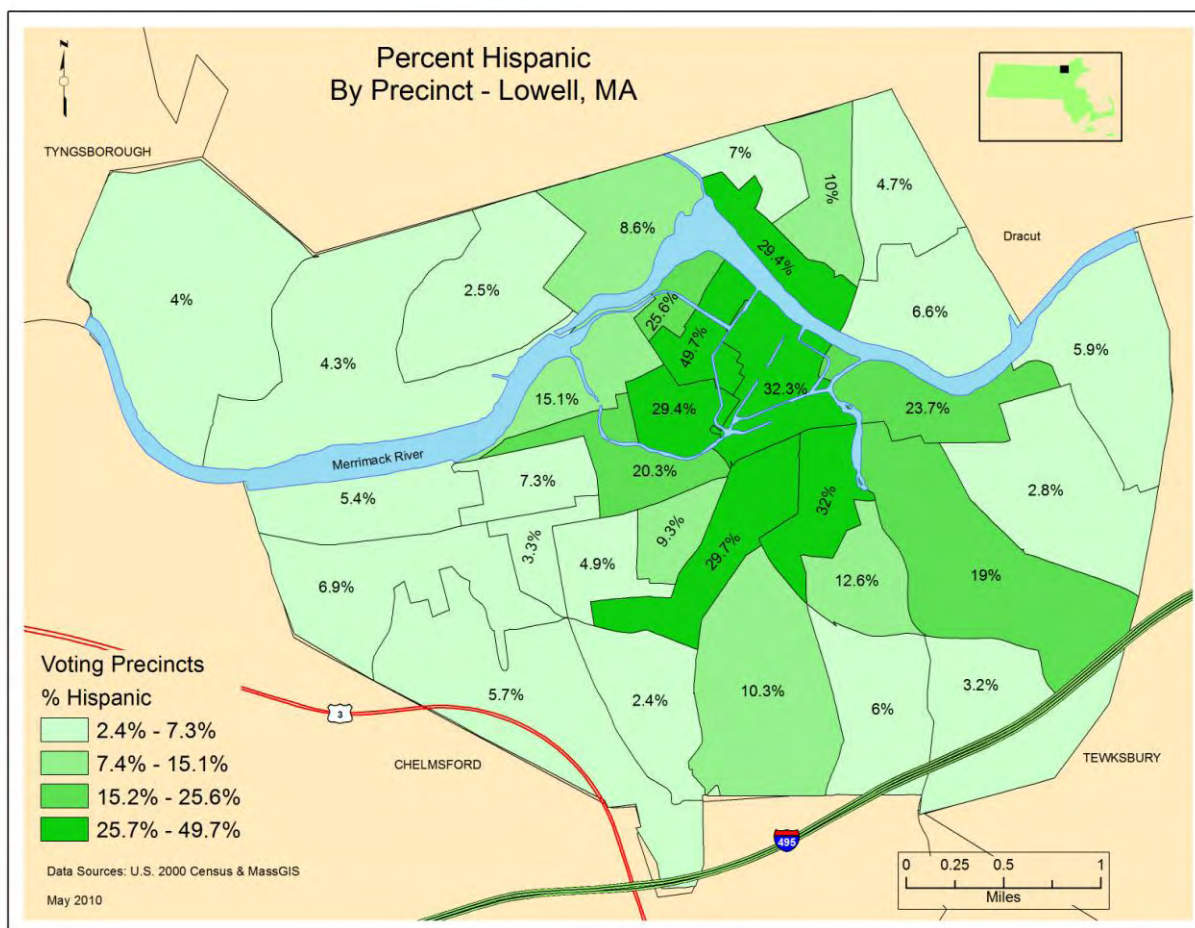 Percent Hispanic
By Precinct - Lowell, MA
N
TYNGSBOROUGH
7%
10%
4.7%
8.6%
Dracut
29.4%
4%
2.5%
25.6%
6.6%
4.3%
49.7%
5.9%
15.1%
29.4%
32.3%
23.7%
Merrimack River
20.3%
7.3%
5.4%
2.8%
32%
9.3%
3.3%
29.7%
4.9%
6.9%
12.6%
19%
Voting Precincts
% Hispanic
2.4% - 7.3%
7.4% - 15.1%
15.2% - 25.6%
25.7% - 49.7%
5.7%
2.4%
10.3%
6%
3.2%
3
CHELMSFORD
TEWKSBURY
495
Data Sources: U.S. 2000 Census & MassGIS
May 2010
0 0.25 0.5 1
Miles